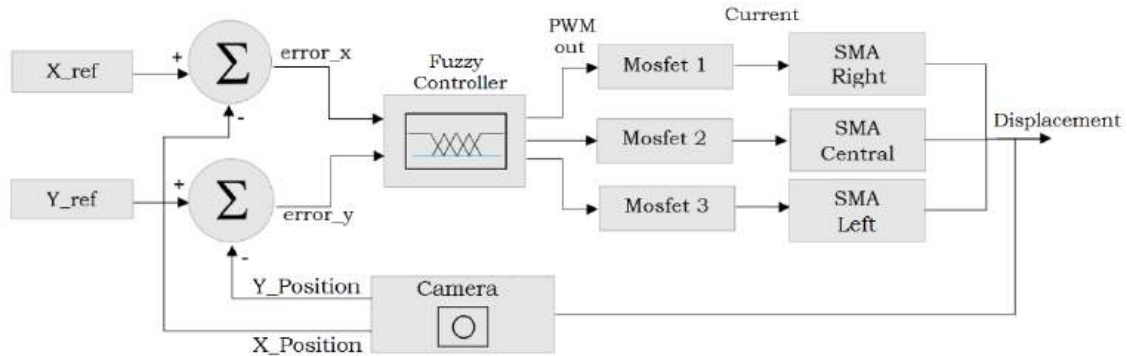 Current
PWM
out
X_ref
+
Σ
error_x
-
Fuzzy
Controller
Mosfet 1
SMA
Right
Mosfet 2
SMA
Central
Displacement
Y_ref
+
Σ
error_y
-
Mosfet 3
SMA
Left
Y_Position
X_Position
Camera